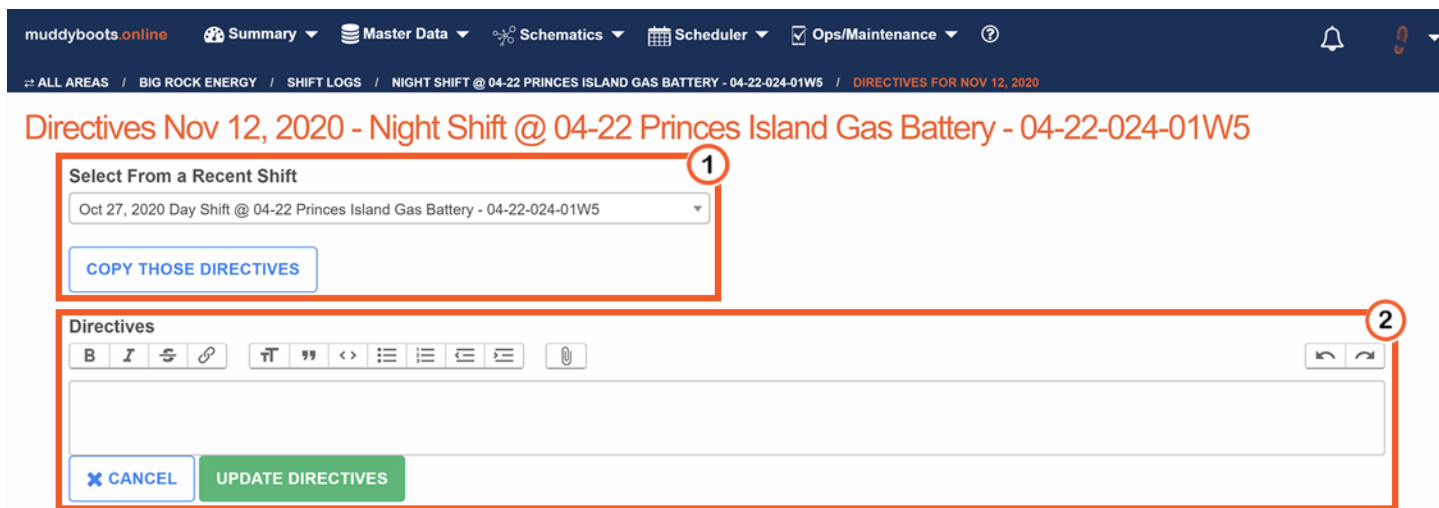 muddyboots.online Summary Master Data Schematics Scheduler Ops/Maintenance ?
ALL AREAS / BIG ROCK ENERGY / SHIFT LOGS / NIGHT SHIFT @ 04-22 PRINCES ISLAND GAS BATTERY - 04-22-024-01W5 / DIRECTIVES FOR NOV 12, 2020
Directives Nov 12, 2020 - Night Shift @ 04-22 Princes Island Gas Battery - 04-22-024-01W5
1
Select From a Recent Shift
Oct 27, 2020 Day Shift @ 04-22 Princes Island Gas Battery - 04-22-024-01W5
COPY THOSE DIRECTIVES
2
Directives
B I S
CANCEL UPDATE DIRECTIVES